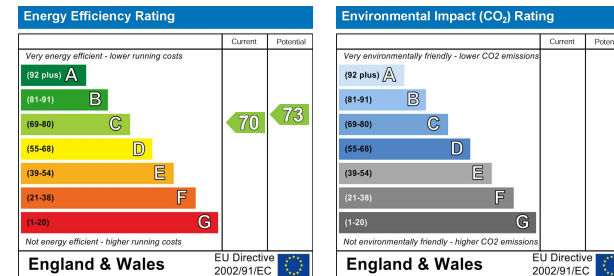 Energy Efficiency Rating
Current Potential
Very energy efficient - lower running costs
(92 plus) A
(81-91) B
(69-80) C
(55-68) D
(39-54) E
(21-38) F
(1-20) G
70
73
Not energy efficient - higher running costs
England & Wales
EU Directive
2002/91/EC
Environmental Impact (CO₂) Rating
Current Poten
Very environmentally friendly - lower CO2 emissions
(92 plus) A
(81-91) B
(69-80) C
(55-68) D
(39-54) E
(21-38) F
(1-20) G
Not environmentally friendly - higher CO2 emissions
England & Wales
EU Directive
2002/91/EC